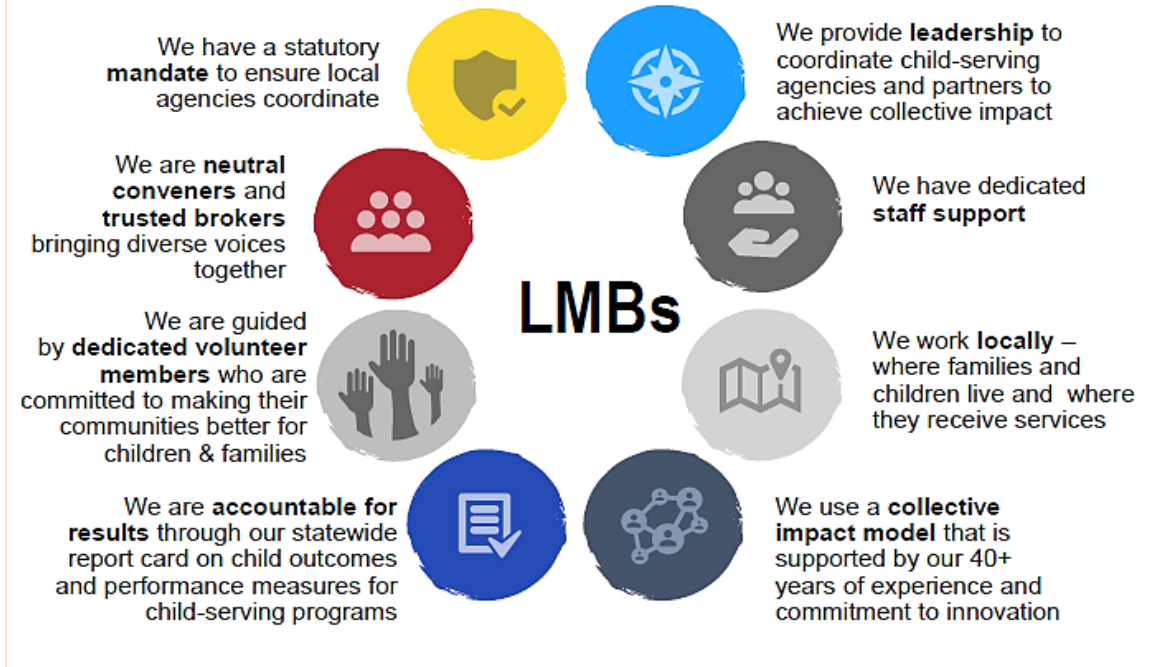 We have a statutory
mandate to ensure local
agencies coordinate
We provide leadership to
coordinate child-serving
agencies and partners to
achieve collective impact
We are neutral
conveners and
trusted brokers
bringing diverse voices
together
We have dedicated
staff support
LMBs
We are guided
by dedicated volunteer
members who are
committed to making their
communities better for
children & families
We work locally –
where families and
children live and where
they receive services
We are accountable for
results through our statewide
report card on child outcomes
and performance measures for
child-serving programs
We use a collective
impact model that is
supported by our 40+
years of experience and
commitment to innovation